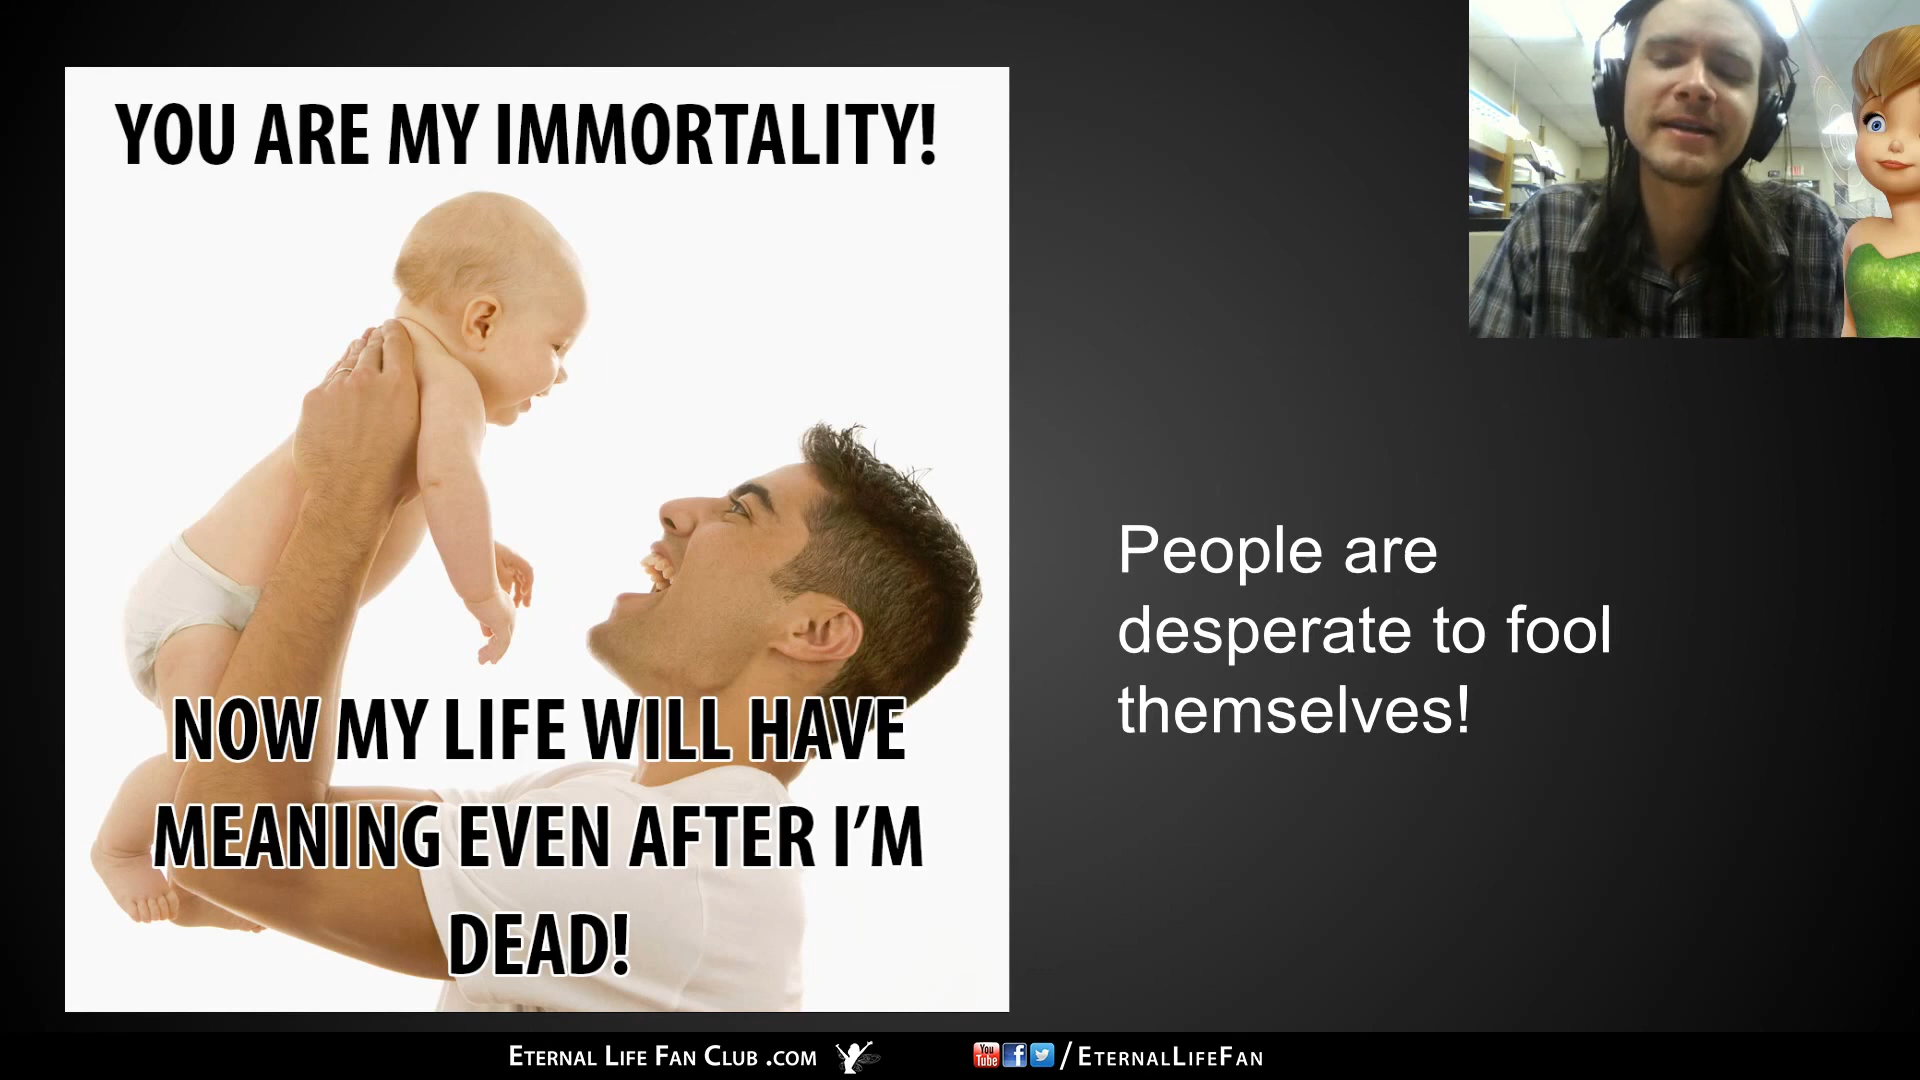 YOU ARE MY IMMORTALITY!
NOW MY LIFE WILL HAVE
MEANING EVEN AFTER I'M
DEAD!
People are
desperate to fool
themselves!
ETERNAL LIFE FAN CLUB .COM
You
Tube
f
/ETERNALLIFEFAN